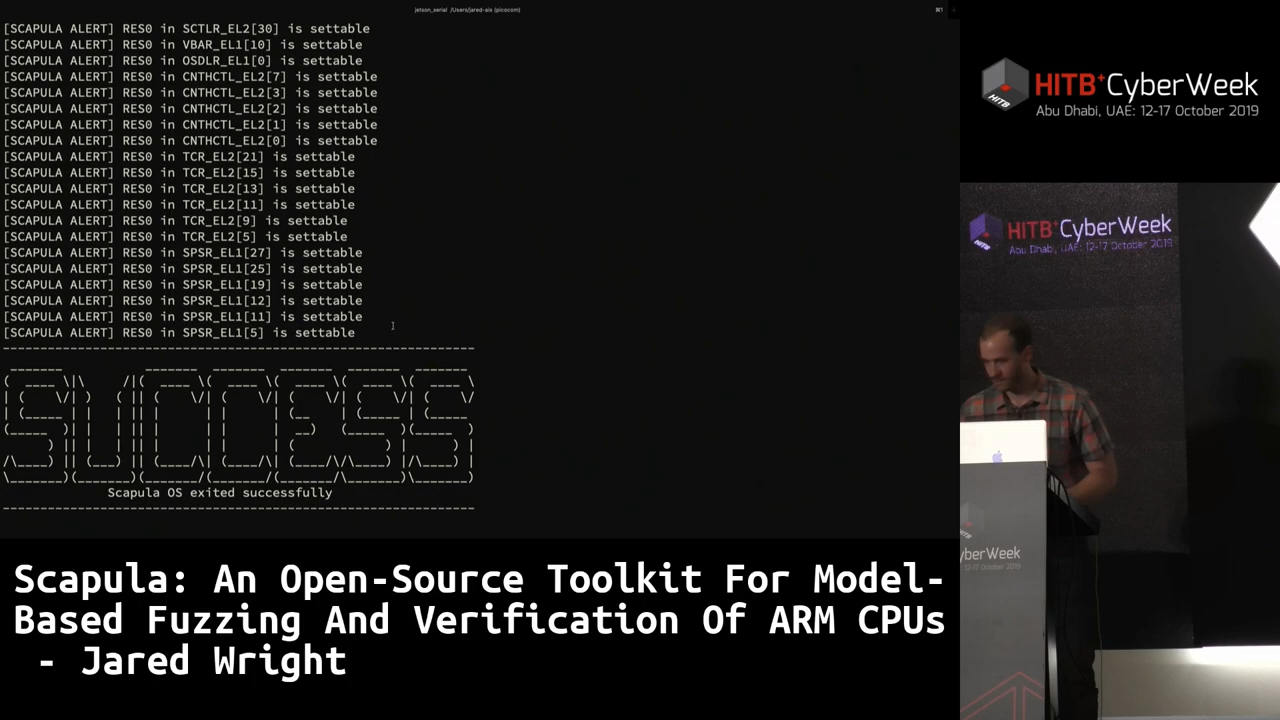 jetson_serial /Users/jared-ais (picocom)
⌘1
[SCAPULA ALERT] RES0 in SCTLR_EL2[30] is settable
[SCAPULA ALERT] RES0 in VBAR_EL1[10] is settable
[SCAPULA ALERT] RES0 in OSDLR_EL1[0] is settable
[SCAPULA ALERT] RES0 in CNTHCTL_EL2[7] is settable
[SCAPULA ALERT] RES0 in CNTHCTL_EL2[3] is settable
[SCAPULA ALERT] RES0 in CNTHCTL_EL2[2] is settable
[SCAPULA ALERT] RES0 in CNTHCTL_EL2[1] is settable
[SCAPULA ALERT] RES0 in CNTHCTL_EL2[0] is settable
[SCAPULA ALERT] RES0 in TCR_EL2[21] is settable
[SCAPULA ALERT] RES0 in TCR_EL2[15] is settable
[SCAPULA ALERT] RES0 in TCR_EL2[13] is settable
[SCAPULA ALERT] RES0 in TCR_EL2[11] is settable
[SCAPULA ALERT] RES0 in TCR_EL2[9] is settable
[SCAPULA ALERT] RES0 in TCR_EL2[5] is settable
[SCAPULA ALERT] RES0 in SPSR_EL1[27] is settable
[SCAPULA ALERT] RES0 in SPSR_EL1[25] is settable
[SCAPULA ALERT] RES0 in SPSR_EL1[19] is settable
[SCAPULA ALERT] RES0 in SPSR_EL1[12] is settable
[SCAPULA ALERT] RES0 in SPSR_EL1[11] is settable
[SCAPULA ALERT] RES0 in SPSR_EL1[5] is settable
SUCCESS
Scapula OS exited successfully
Scapula: An Open-Source Toolkit For Model-
Based Fuzzing And Verification Of ARM CPUs
- Jared Wright
HITB+CyberWeek
HITB
Abu Dhabi, UAE: 12-17 October 2019
HITB+CyberWeek
HITB
Abu Dhabi, UAE: 12-17 October 2019
yberWeek
12-17 October 2019